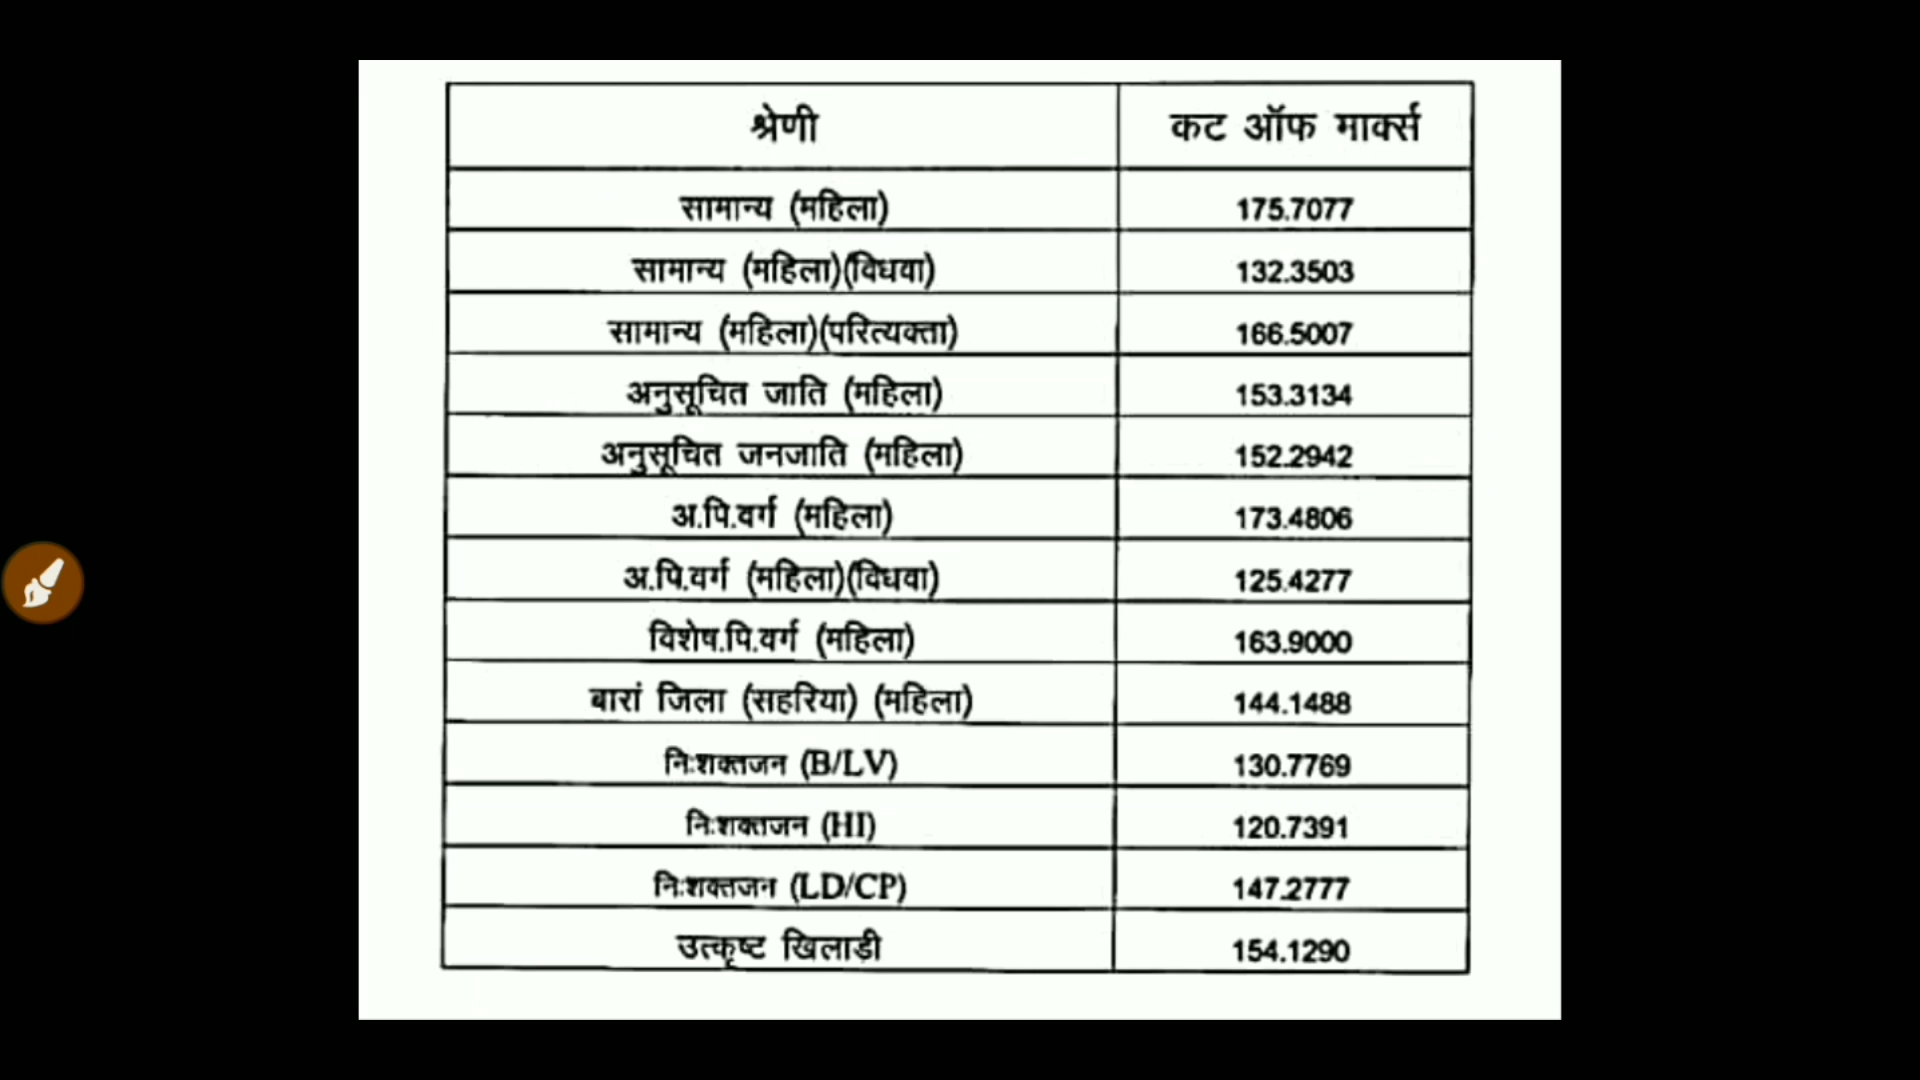 श्रेणी कट ऑफ मार्क्स
सामान्य (महिला) 175.7077
सामान्य (महिला)(विधवा) 132.3503
सामान्य (महिला)(परित्यक्ता) 166.5007
अनुसूचित जाति (महिला) 153.3134
अनुसूचित जनजाति (महिला) 152.2942
अ.पि.वर्ग (महिला) 173.4806
अ.पि.वर्ग (महिला)(विधवा) 125.4277
विशेष.पि.वर्ग (महिला) 163.9000
बारां जिला (सहरिया) (महिला) 144.1488
निःशक्तजन (B/LV) 130.7769
निःशक्तजन (HI) 120.7391
निःशक्तजन (LD/CP) 147.2777
उत्कृष्ट खिलाडी 154.1290